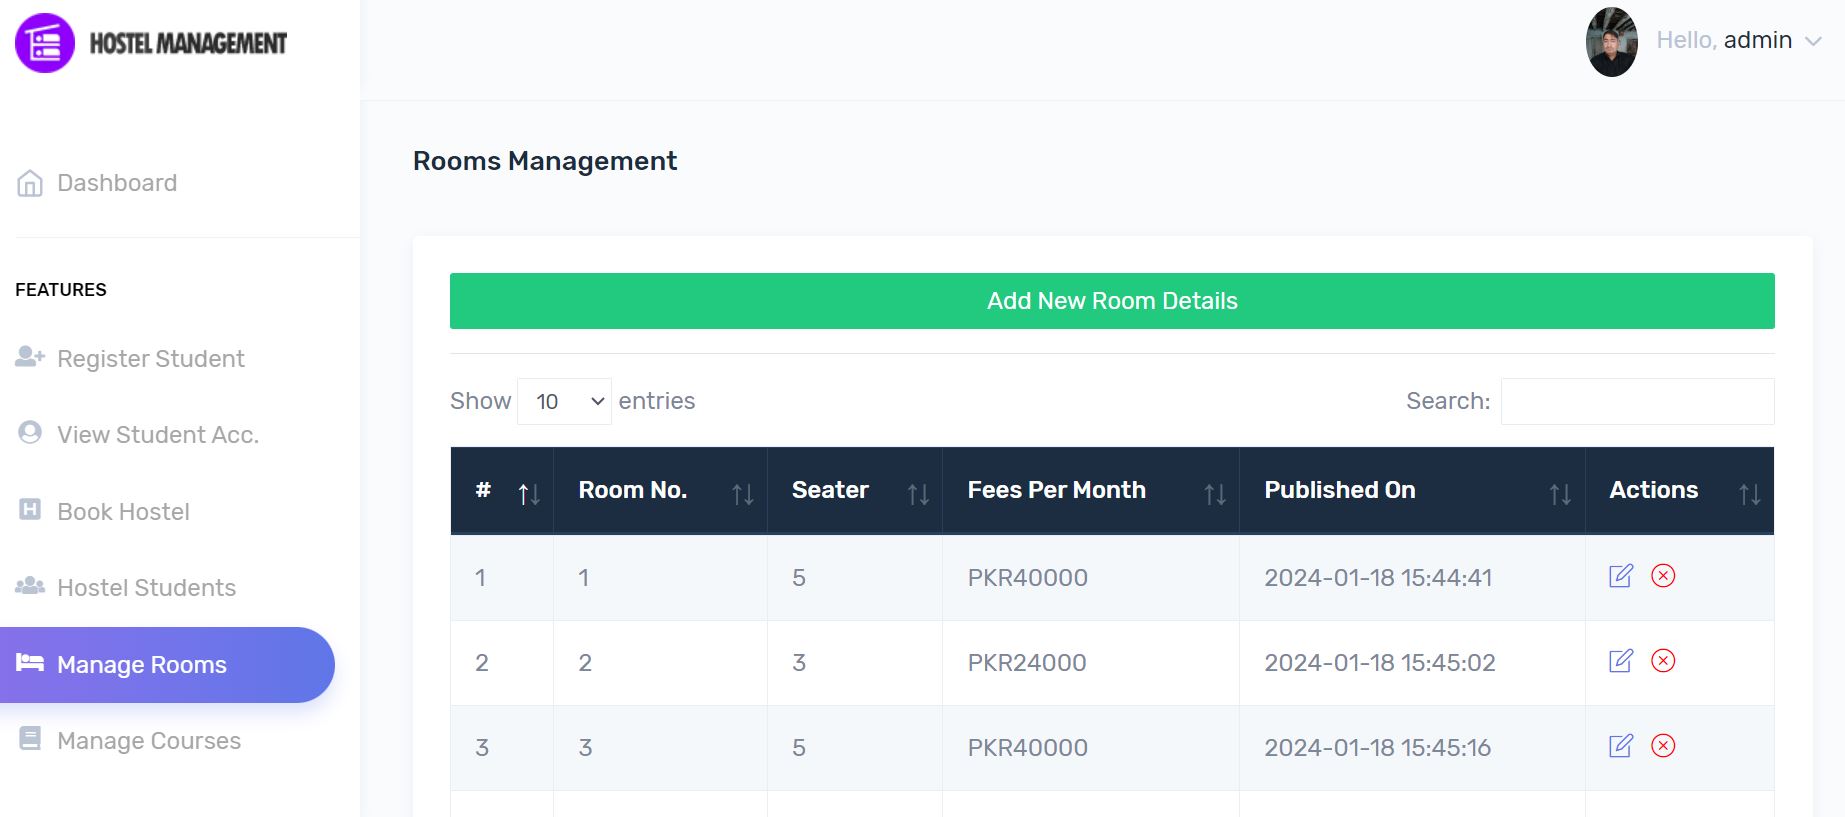 HOSTEL MANAGEMENT
Hello, admin
Dashboard
FEATURES
Register Student
View Student Acc.
Book Hostel
Hostel Students
Manage Rooms
Manage Courses
Rooms Management
Add New Room Details
Show 10 entries Search:
# Room No. Seater Fees Per Month Published On Actions
1 1 5 PKR40000 2024-01-18 15:44:41
2 2 3 PKR24000 2024-01-18 15:45:02
3 3 5 PKR40000 2024-01-18 15:45:16